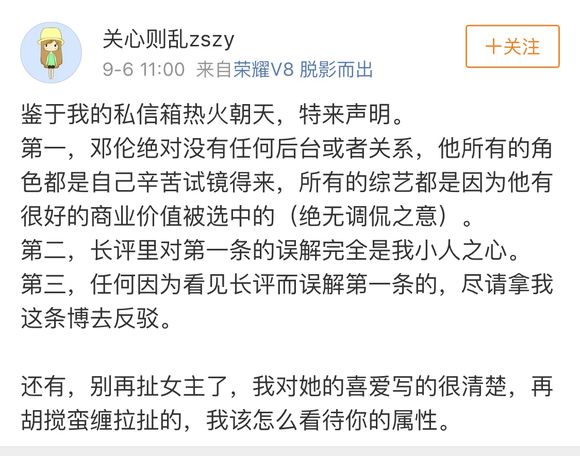 关心则乱zszy
十关注
9-6 11:00 来自荣耀V8 脱影而出
鉴于我的私信箱热火朝天，特来声明。
第一，邓伦绝对没有任何后台或者关系，他所有的角
色都是自己辛苦试镜得来，所有的综艺都是因为他有
很好的商业价值被选中的（绝无调侃之意）。
第二，长评里对第一条的误解完全是我小人之心。
第三，任何因为看见长评而误解第一条的，尽请拿我
这条博去反驳。
还有，别再扯女主了，我对她的喜爱写的很清楚，再
胡搅蛮缠拉扯的，我该怎么看待你的属性。